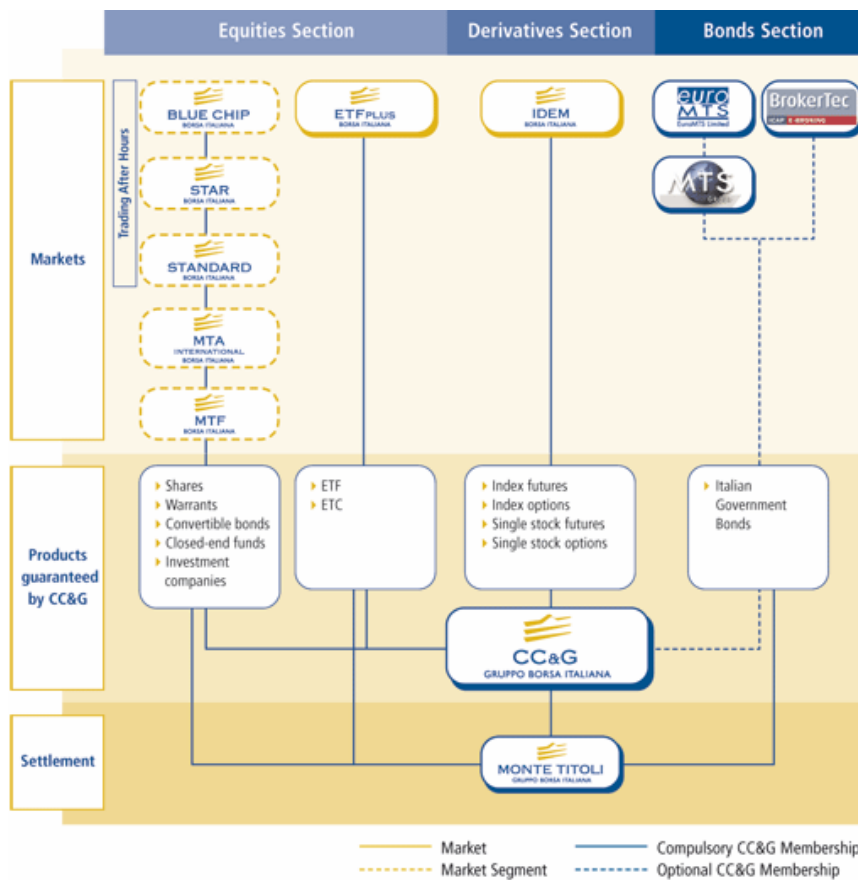 Equities Section
Derivatives Section
Bonds Section
Markets
Trading After Hours
BLUE CHIP
BORSA ITALIANA
STAR
BORSA ITALIANA
STANDARD
BORSA ITALIANA
MTA
INTERNATIONAL
BORSA ITALIANA
MTF
BORSA ITALIANA
ETFPLUS
BORSA ITALIANA
IDEM
BORSA ITALIANA
euro
MTS
EuroMTS Limited
BrokerTec
ICAP E-BROKING
MTS
Products
guaranteed
by CC&G
Shares
Warrants
Convertible bonds
Closed-end funds
Investment
companies
ETF
ETC
Index futures
Index options
Single stock futures
Single stock options
Italian
Government
Bonds
CC&G
GRUPPO BORSA ITALIANA
Settlement
MONTE TITOLI
GRUPPO BORSA ITALIANA
Market
Market Segment
Compulsory CC&G Membership
Optional CC&G Membership